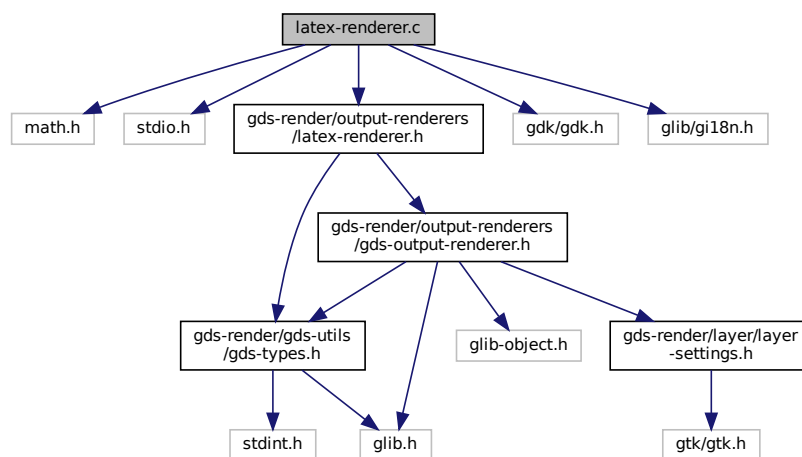 latex-renderer.c
math.h
stdio.h
gds-render/output-renderers
/latex-renderer.h
gdk/gdk.h
glib/gi18n.h
gds-render/output-renderers
/gds-output-renderer.h
gds-render/gds-utils
/gds-types.h
glib-object.h
gds-render/layer/layer
-settings.h
stdint.h
glib.h
gtk/gtk.h